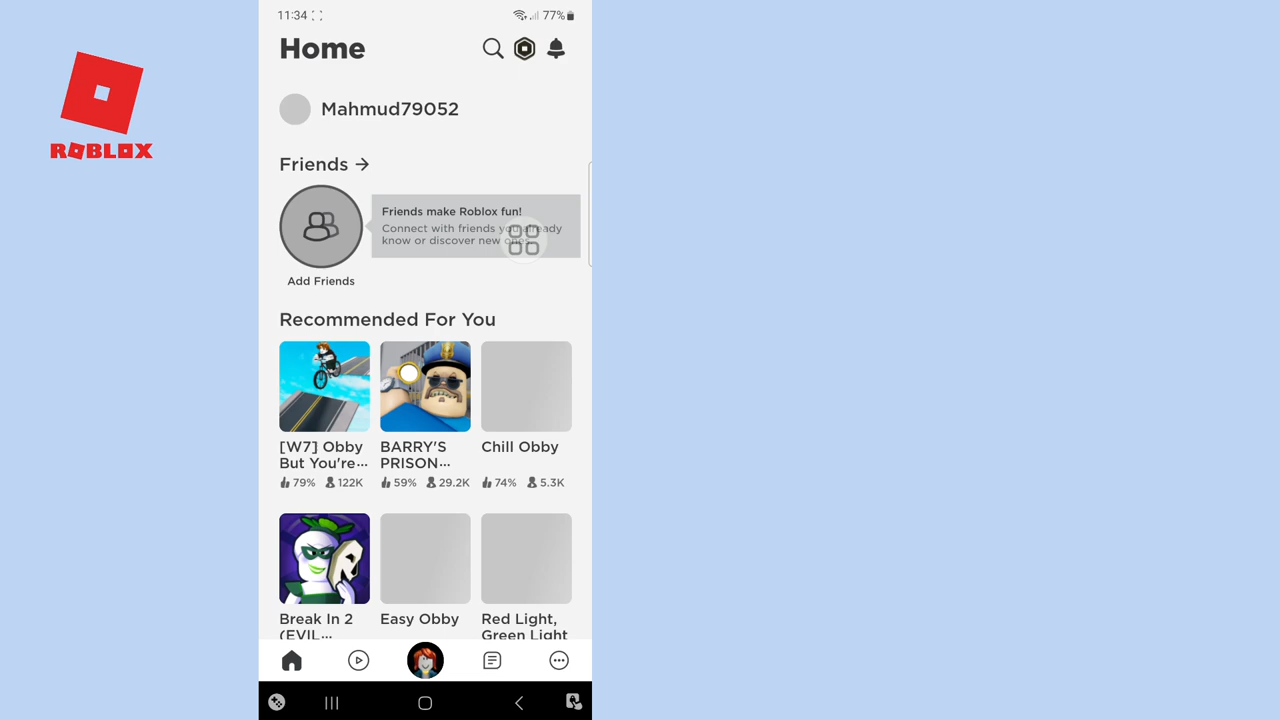 11:34
77%
Home
ROBLOX
Mahmud79052
Friends →
Friends make Roblox fun!
Connect with friends you already
know or discover new ones.
Add Friends
Recommended For You
[W7] Obby
But You're...
79% 122K
BARRY'S
PRISON...
59% 29.2K
Chill Obby
74% 5.3K
Break In 2
(EVIL...
Easy Obby
Red Light,
Green Light